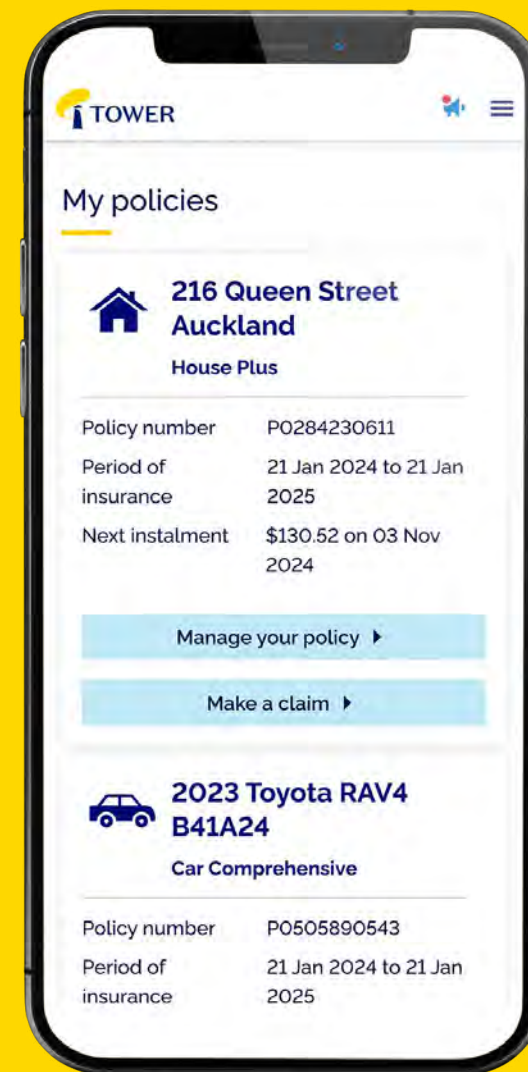 TOWER
My policies
216 Queen Street
Auckland
House Plus
Policy number P0284230611
Period of 21 Jan 2024 to 21 Jan
insurance 2025
Next instalment $130.52 on 03 Nov
2024
Manage your policy
Make a claim
2023 Toyota RAV4
B41A24
Car Comprehensive
Policy number P0505890543
Period of 21 Jan 2024 to 21 Jan
insurance 2025